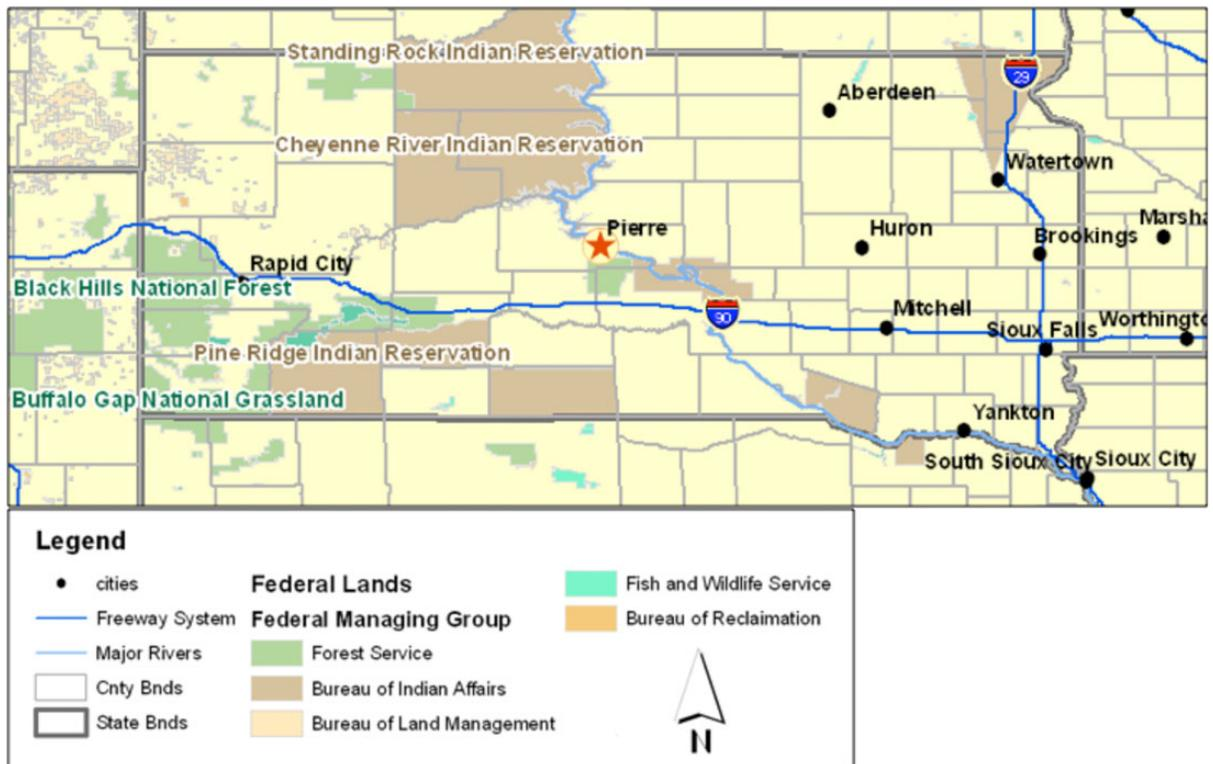 Standing Rock Indian Reservation
29
Aberdeen
Cheyenne River Indian Reservation
Watertown
Pierre
Huron
Marsha
Brookings
Rapid City
Black Hills National Forest
90
Mitchell
Sioux Falls
Worthingto
Pine Ridge Indian Reservation
Buffalo Gap National Grassland
Yankton
South Sioux City
Sioux City
Legend
cities
Freeway System
Major Rivers
Cnty Bnds
State Bnds
Federal Lands
Federal Managing Group
Forest Service
Bureau of Indian Affairs
Bureau of Land Management
Fish and Wildlife Service
Bureau of Reclamation
N